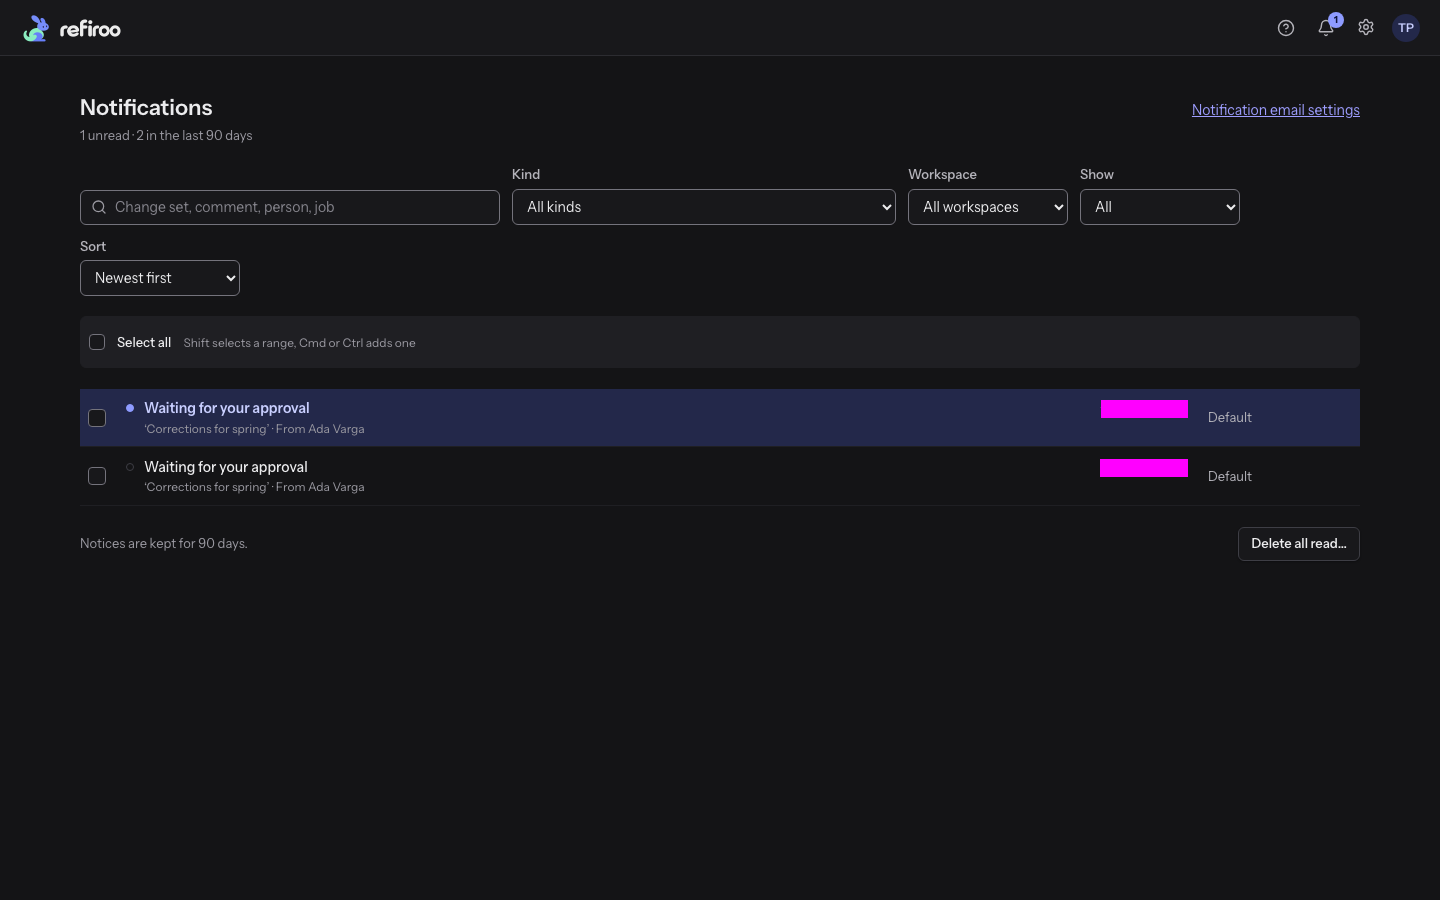 refiroo
1
TP
Notifications
Notification email settings
1 unread · 2 in the last 90 days
Kind
Workspace
Show
Change set, comment, person, job
All kinds
All workspaces
All
Sort
Newest first
Select all
Shift selects a range, Cmd or Ctrl adds one
Waiting for your approval
‘Corrections for spring’ · From Ada Varga
Default
Waiting for your approval
‘Corrections for spring’ · From Ada Varga
Default
Notices are kept for 90 days.
Delete all read...